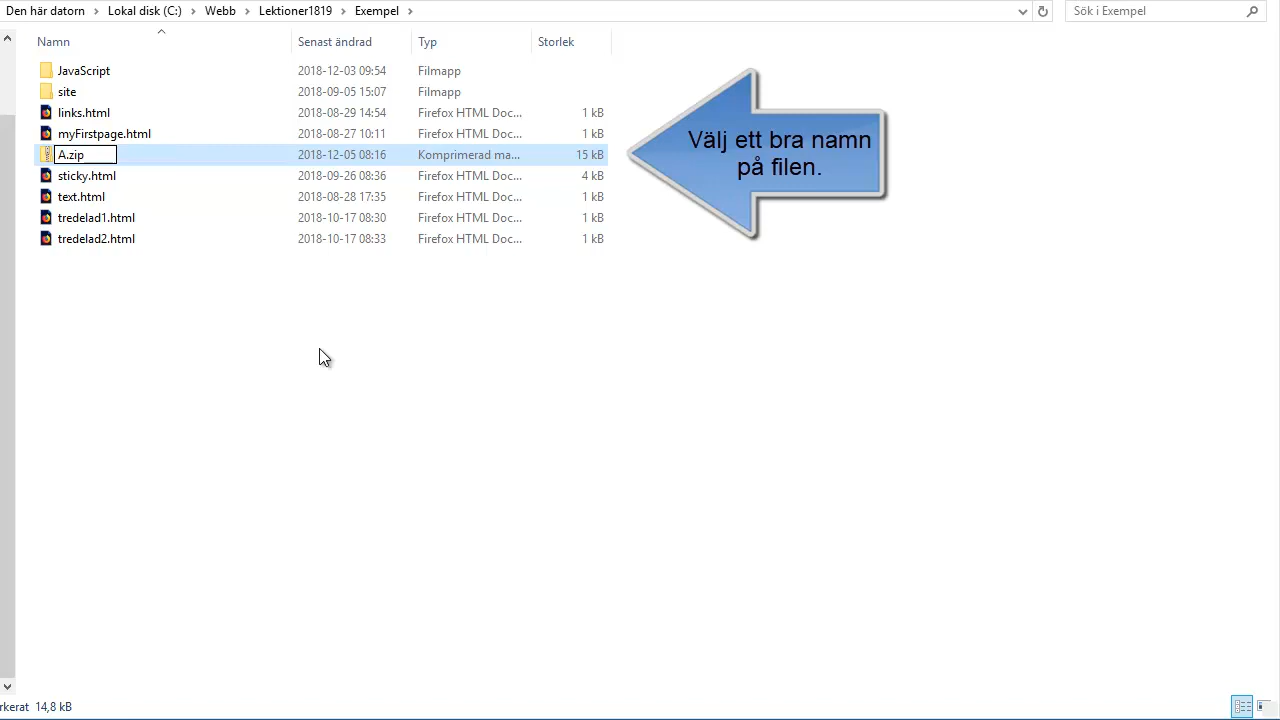 Den här datorn > Lokal disk (C:) > Webb > Lektioner1819 > Exempel >
Sök i Exempel
Namn Senast ändrad Typ Storlek
JavaScript 2018-12-03 09:54 Filmapp
site 2018-09-05 15:07 Filmapp
links.html 2018-08-29 14:54 Firefox HTML Doc... 1 kB
myFirstpage.html 2018-08-27 10:11 Firefox HTML Doc... 1 kB
A.zip 2018-12-05 08:16 Komprimerad ma... 15 kB
sticky.html 2018-09-26 08:36 Firefox HTML Doc... 4 kB
text.html 2018-08-28 17:35 Firefox HTML Doc... 1 kB
tredelad1.html 2018-10-17 08:30 Firefox HTML Doc... 1 kB
tredelad2.html 2018-10-17 08:33 Firefox HTML Doc... 1 kB
Välj ett bra namn
på filen.
rkerat 14,8 kB